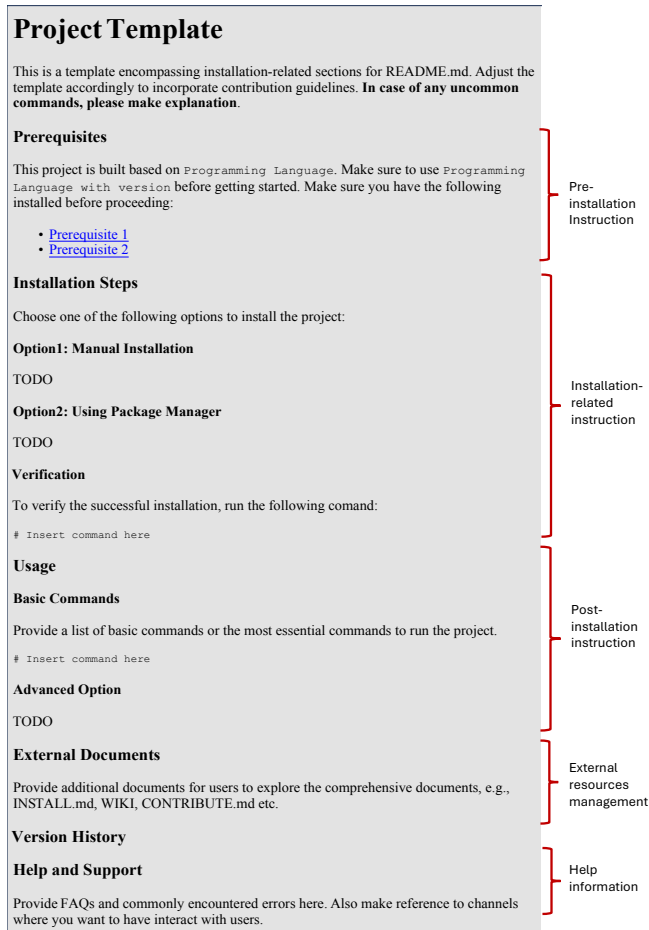 Project Template
This is a template encompassing installation-related sections for README.md. Adjust the
template accordingly to incorporate contribution guidelines. In case of any uncommon
commands, please make explanation.
Prerequisites
This project is built based on Programming Language. Make sure to use Programming
Language with version before getting started. Make sure you have the following
installed before proceeding:
• Prerequisite 1
• Prerequisite 2
Pre-
installation
Instruction
Installation Steps
Choose one of the following options to install the project:
Option1: Manual Installation
TODO
Option2: Using Package Manager
TODO
Verification
To verify the successful installation, run the following comand:
# Insert command here
Installation-
related
instruction
Usage
Basic Commands
Provide a list of basic commands or the most essential commands to run the project.
# Insert command here
Advanced Option
TODO
Post-
installation
instruction
External Documents
Provide additional documents for users to explore the comprehensive documents, e.g.,
INSTALL.md, WIKI, CONTRIBUTE.md etc.
External
resources
management
Version History
Help and Support
Provide FAQs and commonly encountered errors here. Also make reference to channels
where you want to have interact with users.
Help
information